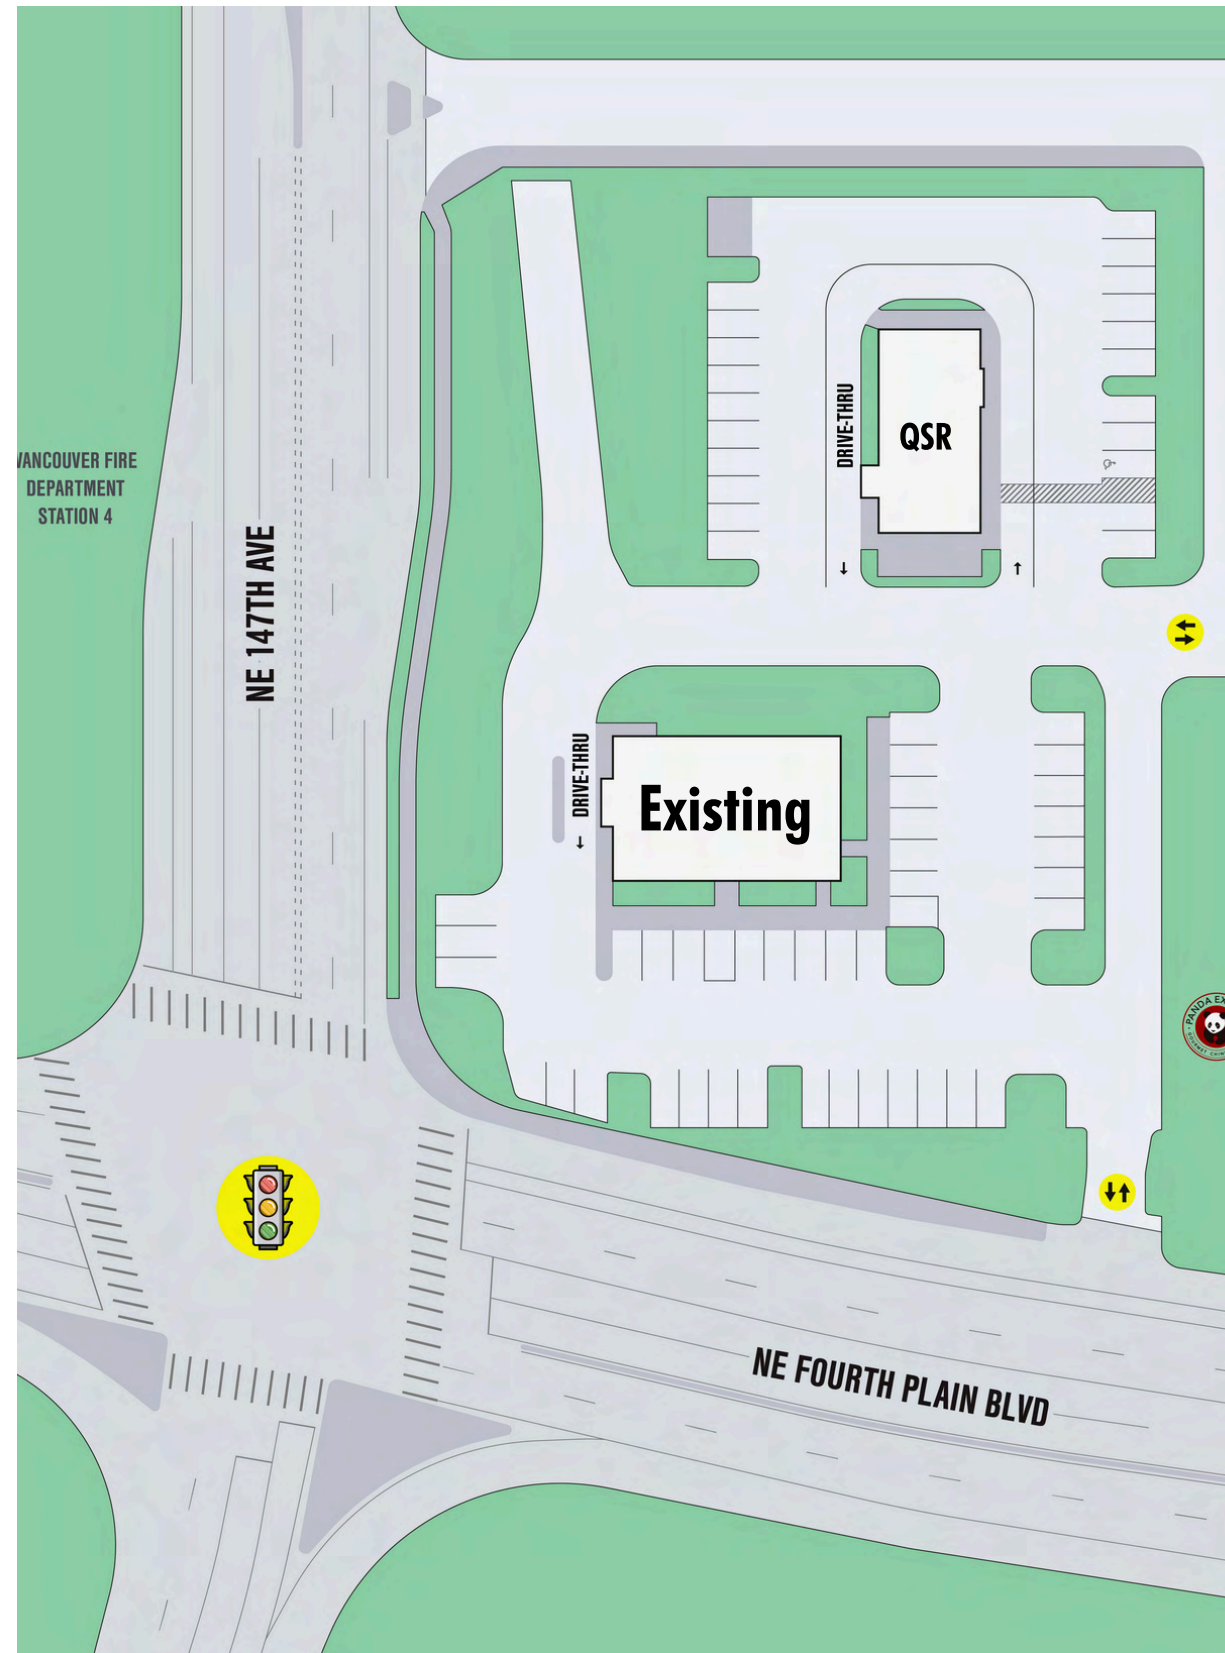 DRIVE-THRU
QSR
VANCOUVER FIRE
DEPARTMENT
STATION 4
NE 147TH AVE
DRIVE-THRU
Existing
NE FOURTH PLAIN BLVD